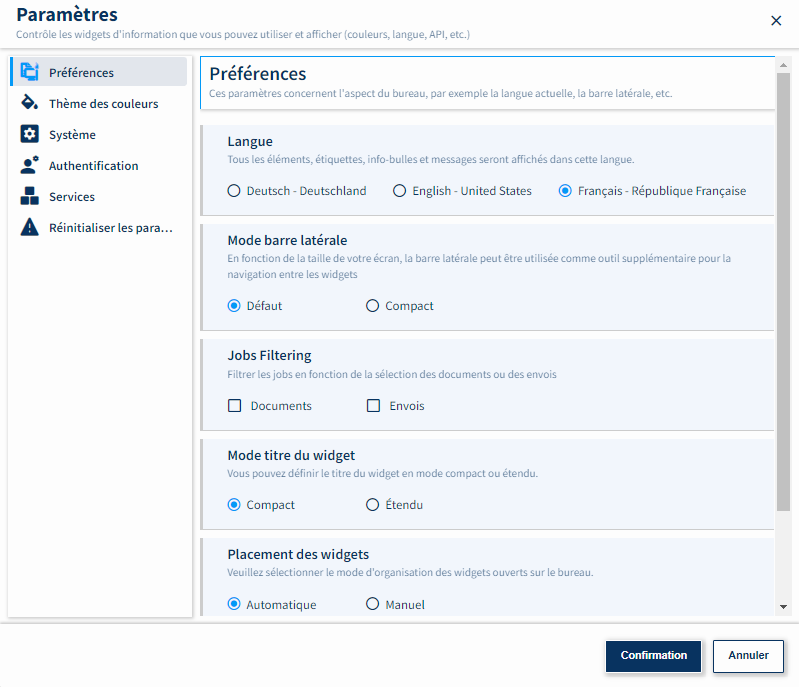 Paramètres
Contrôle les widgets d'information que vous pouvez utiliser et afficher (couleurs, langue, API, etc.)
Préférences
Thème des couleurs
Système
Authentification
Services
Réinitialiser les para...
Préférences
Ces paramètres concernent l'aspect du bureau, par exemple la langue actuelle, la barre latérale, etc.
Langue
Tous les éléments, étiquettes, info-bulles et messages seront affichés dans cette langue.
Deutsch - Deutschland English - United States Français - République Française
Mode barre latérale
En fonction de la taille de votre écran, la barre latérale peut être utilisée comme outil supplémentaire pour la
navigation entre les widgets
Défaut Compact
Jobs Filtering
Filtrer les jobs en fonction de la sélection des documents ou des envois
Documents Envois
Mode titre du widget
Vous pouvez définir le titre du widget en mode compact ou étendu.
Compact Étendu
Placement des widgets
Veuillez sélectionner le mode d'organisation des widgets ouverts sur le bureau.
Automatique Manuel
Confirmation Annuler